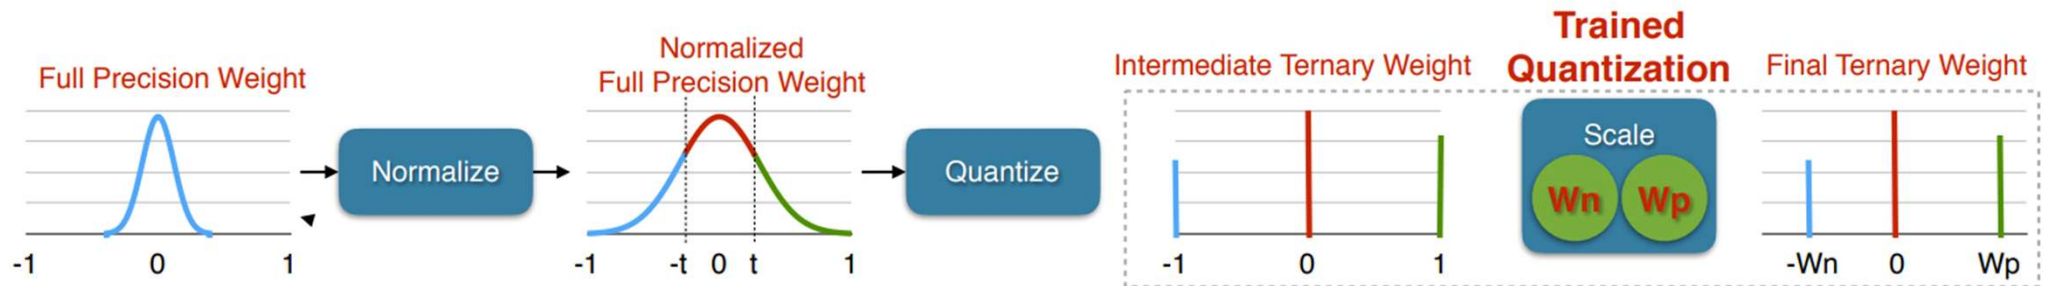 Full Precision Weight
-1 0 1
Normalize
Normalized
Full Precision Weight
-1 -t 0 t 1
Quantize
Intermediate Ternary Weight
-1 0 1
Trained
Quantization
Scale
Wn Wp
Final Ternary Weight
-Wn 0 Wp